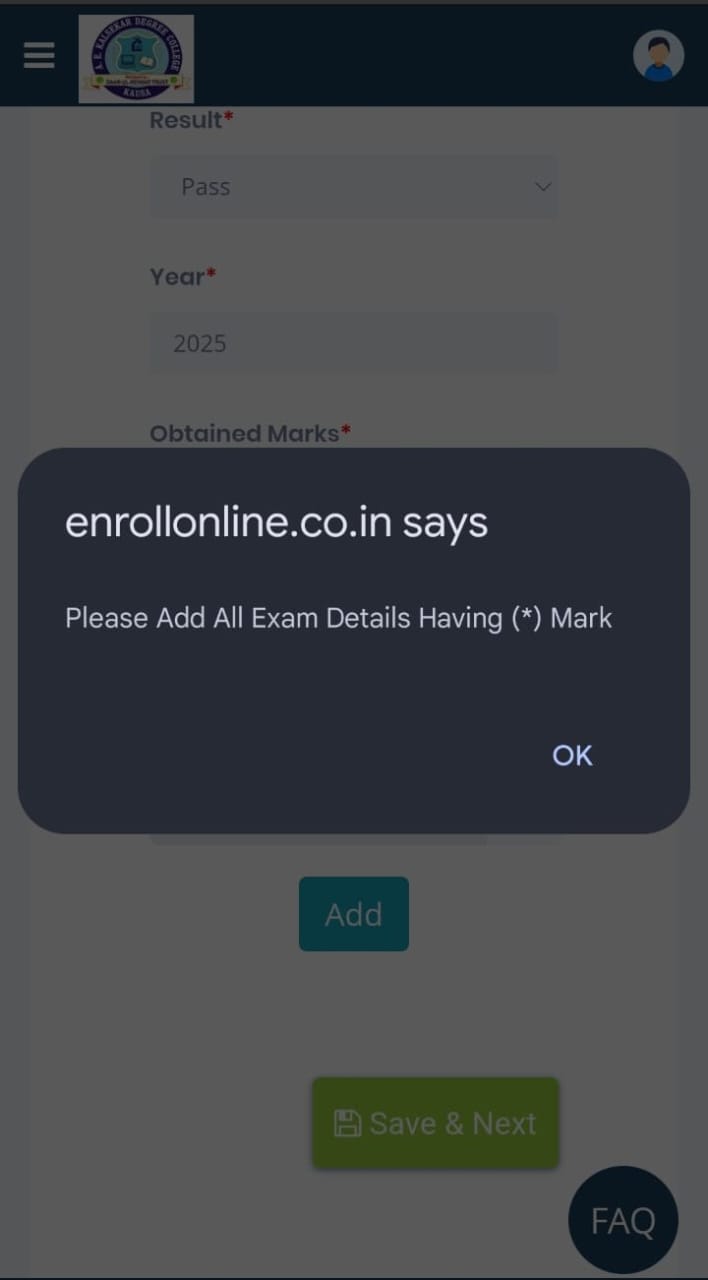 A. E. KALSEKAR DEGREE COLLEGE
KAUSA
Result*
Pass
Year*
2025
Obtained Marks*
enrollonline.co.in says
Please Add All Exam Details Having (*) Mark
OK
Add
Save & Next
FAQ